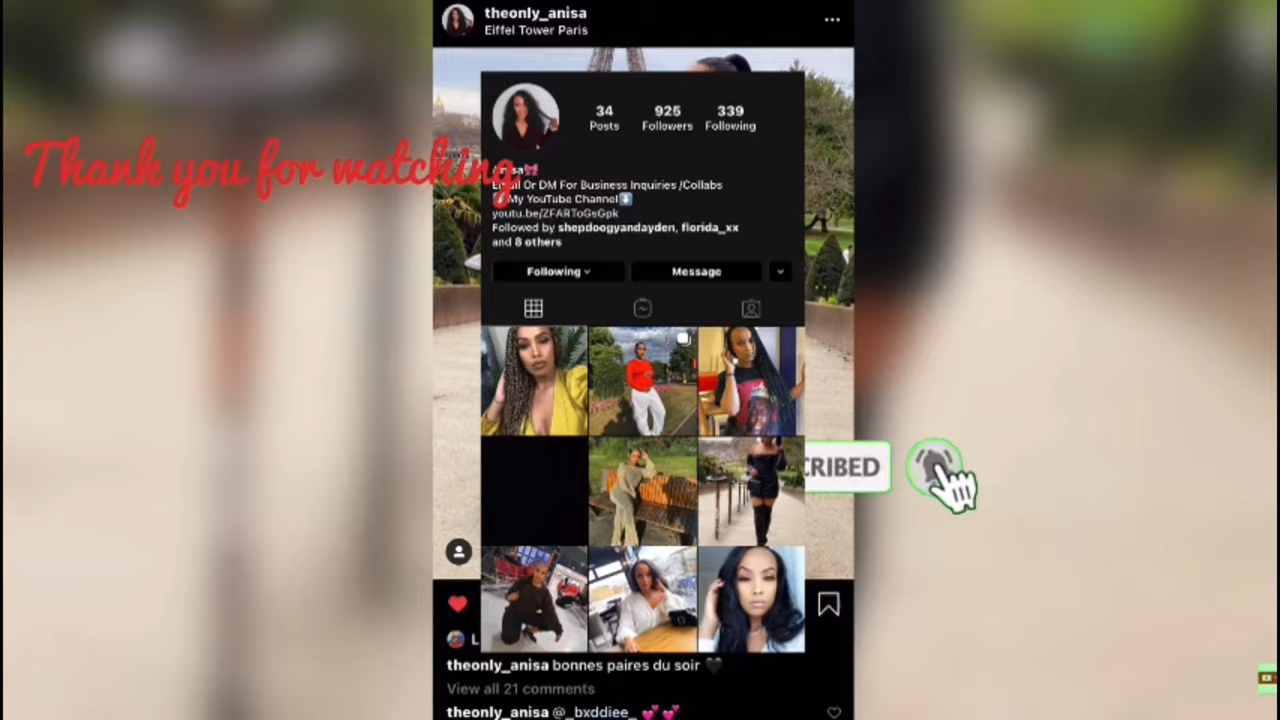 theonly_anisa
Eiffel Tower Paris
34 925 339
Posts Followers Following
Thank you for watching
Email Or DM For Business Inquiries /Collabs
My YouTube Channel⬇️
youtu.be/ZFARToGsGpk
Followed by shepdoogyandayden, florida_xx
and 8 others
Following
Message
CRIBED
theonly_anisa bonnes paires du soir 🖤
View all 21 comments
theonly_anisa @_bxddiee_ 💕💕